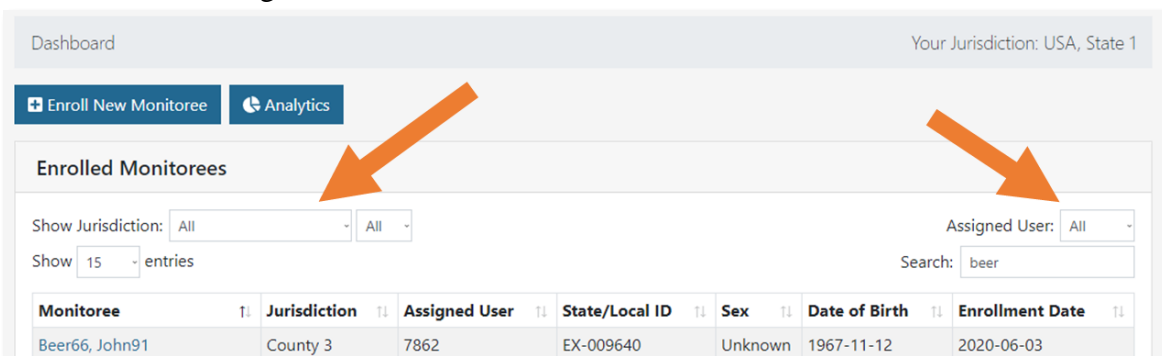 Dashboard Your Jurisdiction: USA, State 1
Enroll New Monitoree Analytics
Enrolled Monitorees
Show Jurisdiction: All All Assigned User: All
Show 15 entries Search: beer
Monitoree Jurisdiction Assigned User State/Local ID Sex Date of Birth Enrollment Date
Beer66, John91 County 3 7862 EX-009640 Unknown 1967-11-12 2020-06-03